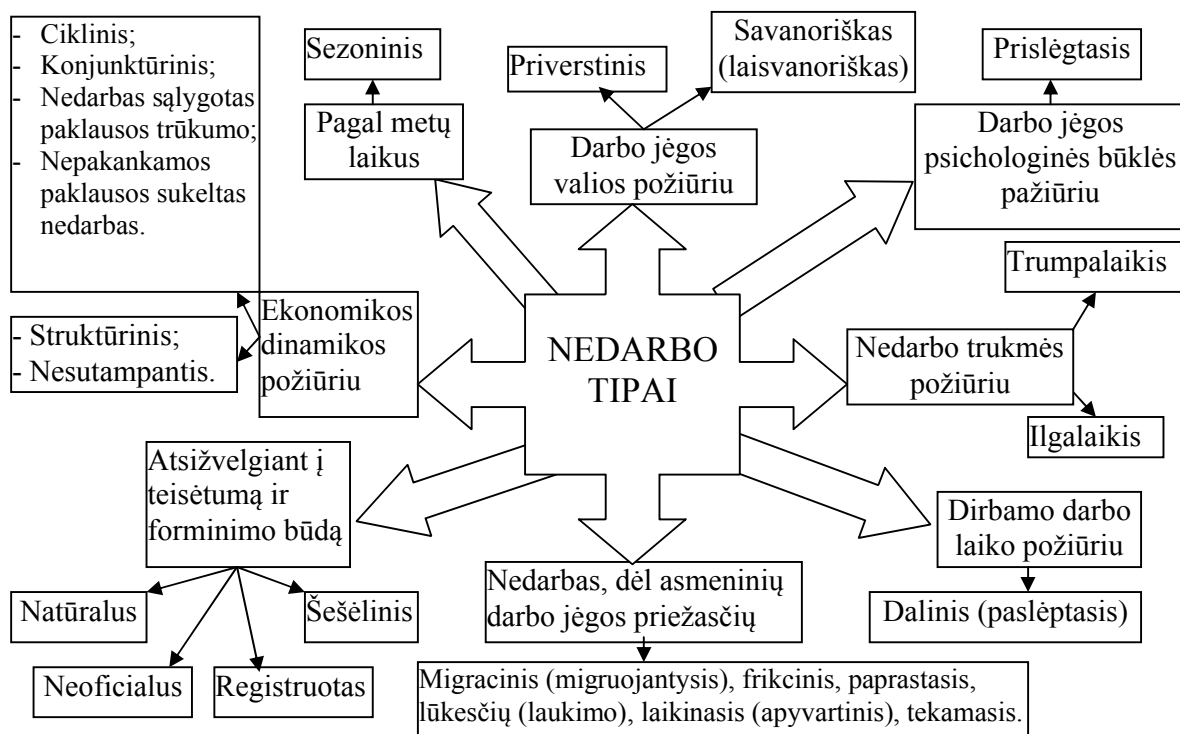 - Ciklinis;
- Konjunktūrinis;
- Nedarbas sąlygotas
paklausos trūkumo;
- Nepakankamos
paklausos sukeltas
nedarbas.
Sezoninis
Pagal metų
laikus
Priverstinis
Savanoriškas
(laisvanoriškas)
Darbo jėgos
valios požiūriu
Prislėgtasis
Darbo jėgos
psichologinės būklės
pažiūriu
- Struktūrinis;
- Nesutampantis.
Ekonomikos
dinamikos
požiūriu
NEDARBO
TIPAI
Trumpalaikis
Nedarbo trukmės
požiūriu
Ilgalaikis
Atsižvelgiant į
teisėtumą ir
forminimo būdą
Natūralus
Šešėlinis
Neoficialus
Registruotas
Nedarbas, dėl asmeninių
darbo jėgos priežasčių
Migracinis (migruojantysis), frikcinis, paprastasis,
lūkesčių (laukimo), laikinasis (apyvartinis), tekamasis.
Dirbamo darbo
laiko požiūriu
Dalinis (paslėptasis)